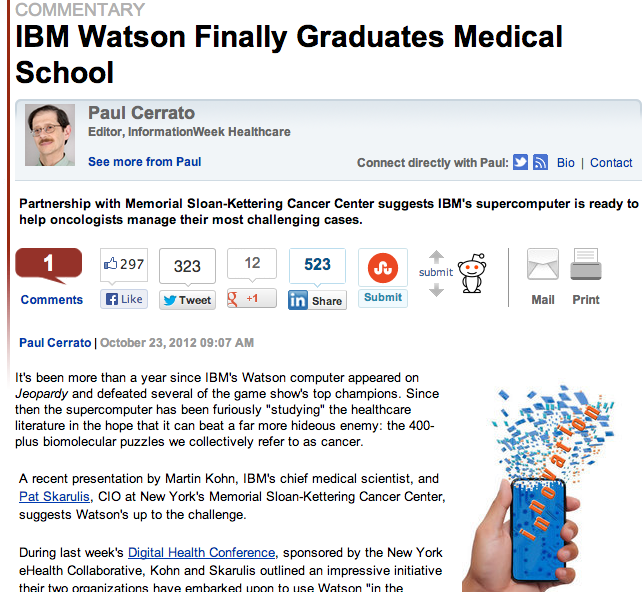 COMMENTARY
IBM Watson Finally Graduates Medical
School
Paul Cerrato
Editor, InformationWeek Healthcare
See more from Paul
Connect directly with Paul: Bio | Contact
Partnership with Memorial Sloan-Kettering Cancer Center suggests IBM's supercomputer is ready to
help oncologists manage their most challenging cases.
1
Comments
297
Like
323
Tweet
12
+1
523
Share
Submit
submit
Mail
Print
Paul Cerrato | October 23, 2012 09:07 AM
It's been more than a year since IBM's Watson computer appeared on
Jeopardy and defeated several of the game show's top champions. Since
then the supercomputer has been furiously "studying" the healthcare
literature in the hope that it can beat a far more hideous enemy: the 400-
plus biomolecular puzzles we collectively refer to as cancer.
A recent presentation by Martin Kohn, IBM's chief medical scientist, and
Pat Skarulis, CIO at New York's Memorial Sloan-Kettering Cancer Center,
suggests Watson's up to the challenge.
During last week's Digital Health Conference, sponsored by the New York
eHealth Collaborative, Kohn and Skarulis outlined an impressive initiative
their two organizations have embarked upon to use Watson "in the
innovation